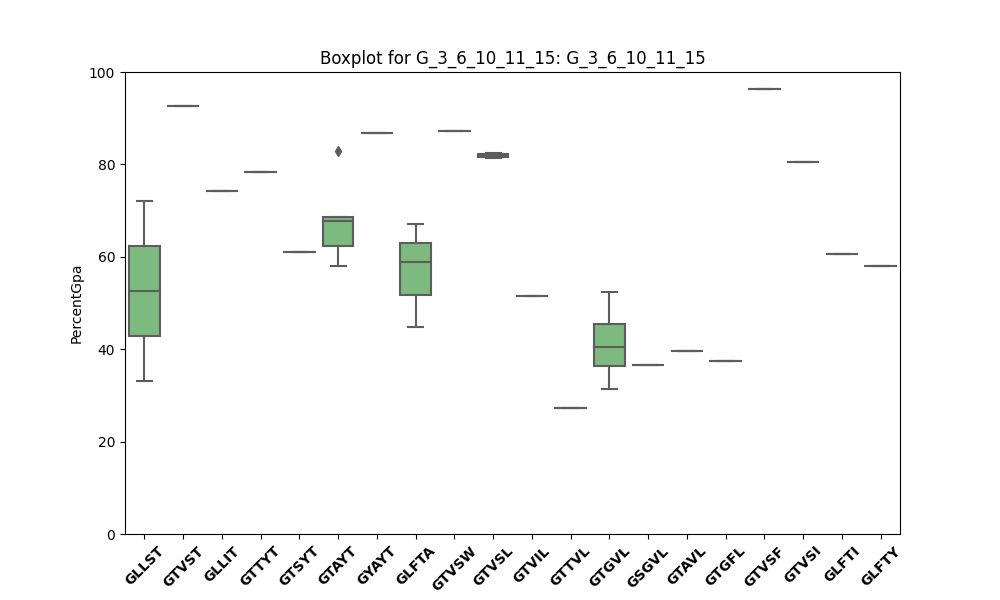 Boxplot for G_3_6_10_11_15: G_3_6_10_11_15
PercentGpa
100
80
60
40
20
0
GLLST GTVST GLLIT GTTYT GTSYT GTAYT GYAYT GLFTA GTVSW GTVSL GTVIL GTTVL GTGVL GSGVL GTAVL GTGFL GTVSF GTVSI GLFTI GLFTY